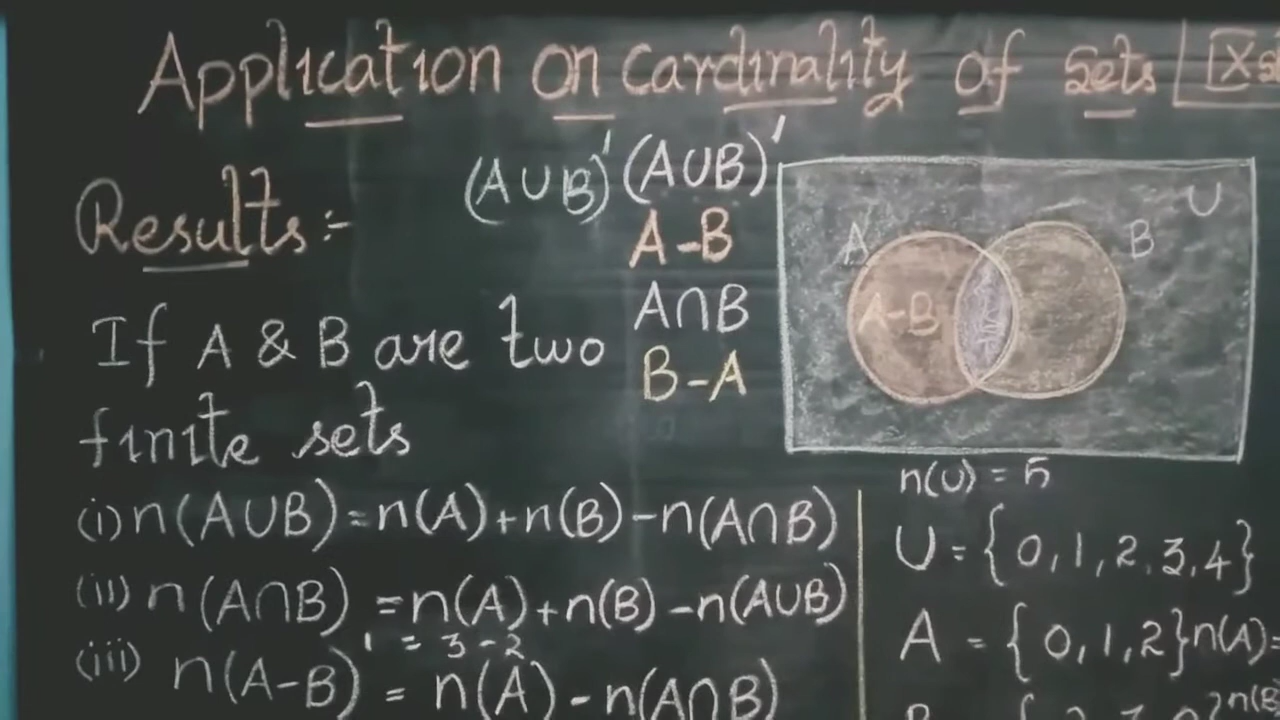 Application on Cardinality of Sets
Results:-
(A∪B)′ (A∪B)′
A-B
A∩B
B-A
If A & B are two
finite sets
(i) n(A∪B)=n(A)+n(B)-n(A∩B)
(ii) n(A∩B) =n(A)+n(B)-n(A∪B)
1 = 3-2
(iii) n(A-B) = n(A)-n(A∩B)
U
A
B
A-B
n(U) = 5
U={0,1,2,3,4}
A = {0,1,2} n(A)=